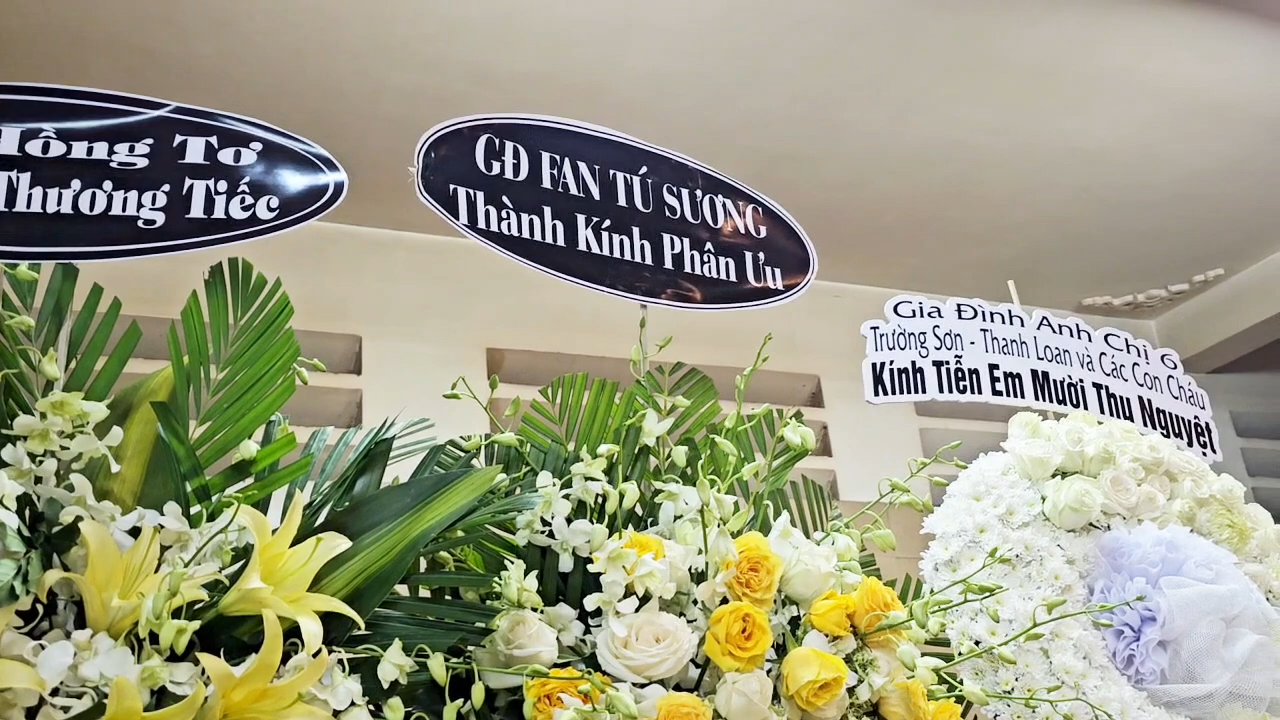 Hồng Tơ
Thương Tiếc
GĐ FAN TÚ SƯƠNG
Thành Kính Phân Ưu
Gia Đình Anh Chị 6
Trường Sơn - Thanh Loan và Các Con Cháu
Kính Tiễn Em Mười Thu Nguyệt